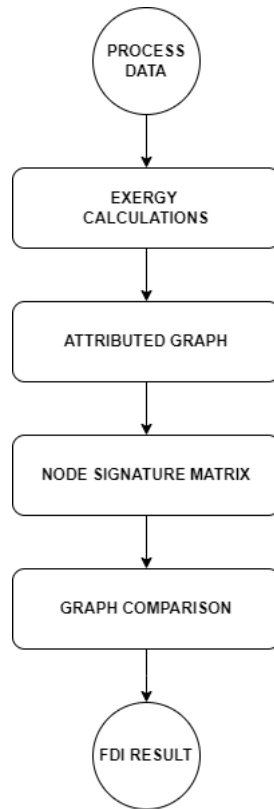 PROCESS
DATA
EXERGY
CALCULATIONS
ATTRIBUTED GRAPH
NODE SIGNATURE MATRIX
GRAPH COMPARISON
FDI RESULT